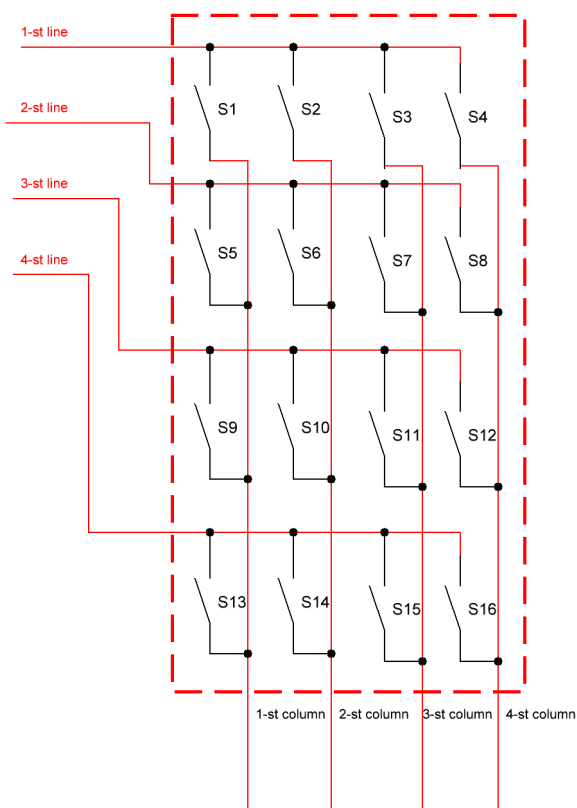 1-st line
S1 S2 S3 S4
2-st line
3-st line
S5 S6 S7 S8
4-st line
S9 S10 S11 S12
S13 S14 S15 S16
1-st column 2-st column 3-st column 4-st column